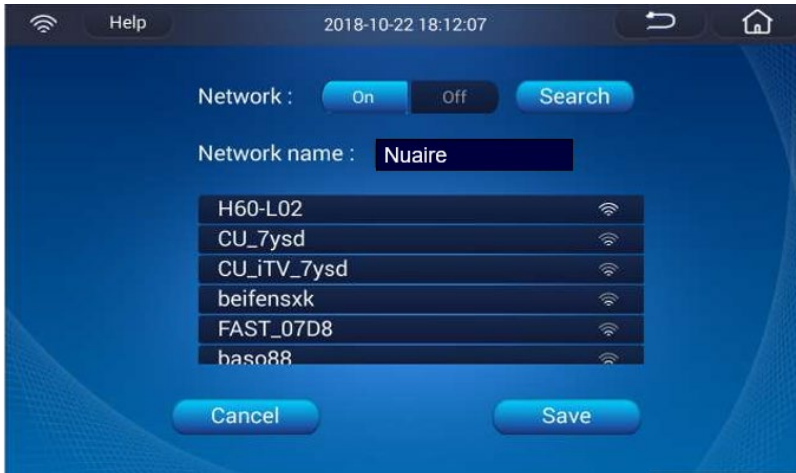 Help 2018-10-22 18:12:07
Network : On Off Search
Network name : Nuaire
H60-L02
CU_7ysd
CU_iTV_7ysd
beifensxk
FAST_07D8
baso88
Cancel Save